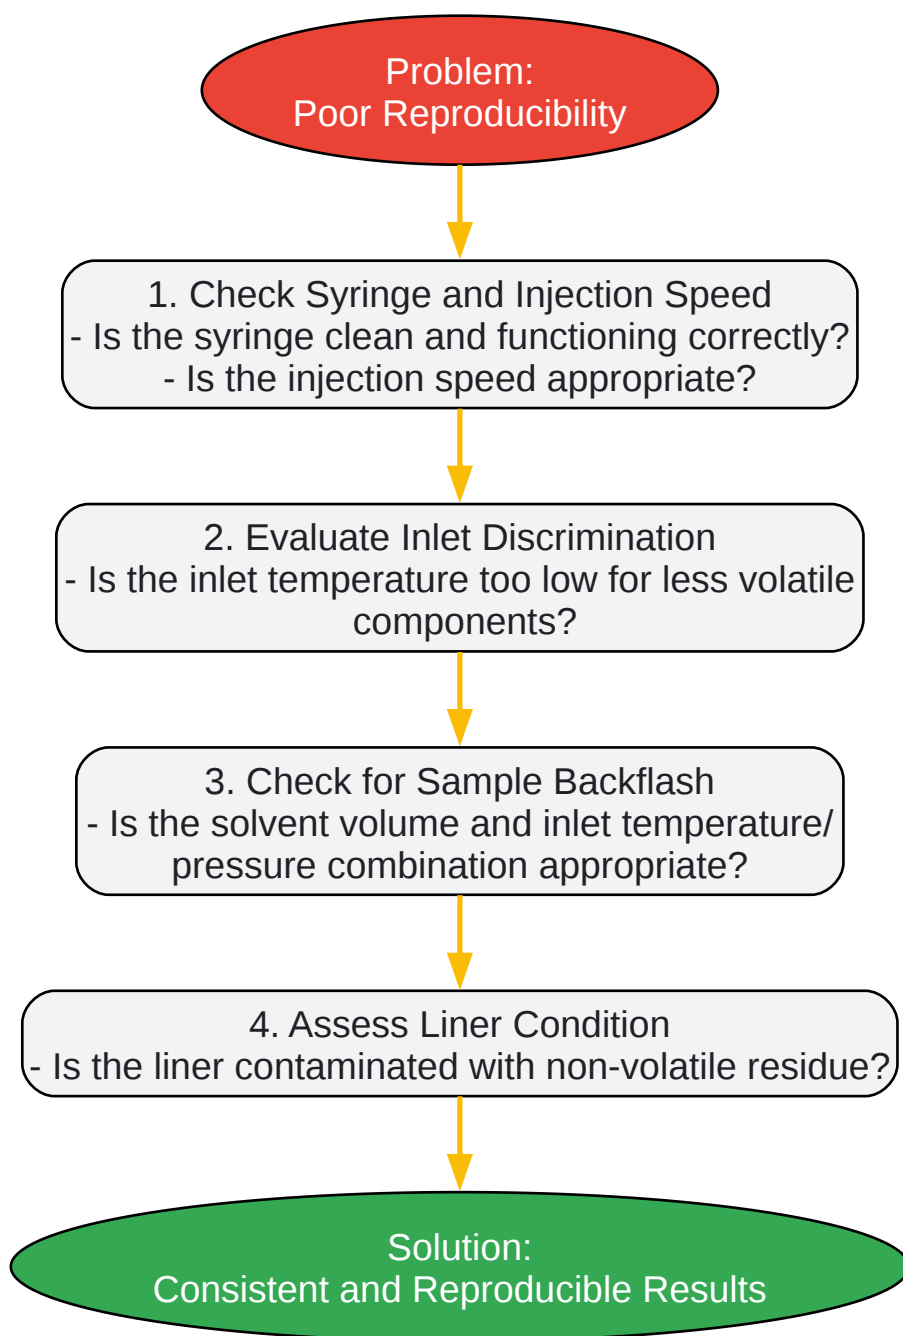 Problem:
Poor Reproducibility
1. Check Syringe and Injection Speed
- Is the syringe clean and functioning correctly?
- Is the injection speed appropriate?
2. Evaluate Inlet Discrimination
- Is the inlet temperature too low for less volatile
components?
3. Check for Sample Backflash
- Is the solvent volume and inlet temperature/
pressure combination appropriate?
4. Assess Liner Condition
- Is the liner contaminated with non-volatile residue?
Solution:
Consistent and Reproducible Results